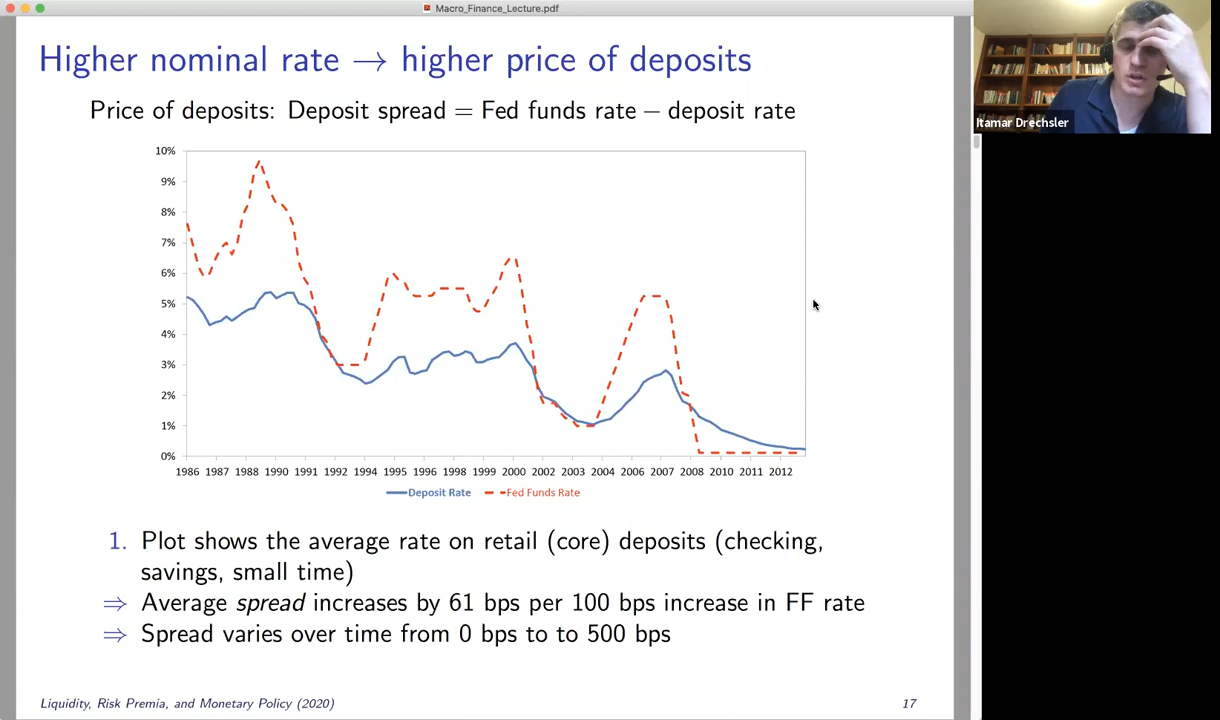 Macro_Finance_Lecture.pdf
Higher nominal rate → higher price of deposits
Price of deposits: Deposit spread = Fed funds rate − deposit rate
10%
9%
8%
7%
6%
5%
4%
3%
2%
1%
0%
1986 1987 1988 1990 1991 1992 1994 1995 1996 1998 1999 2000 2002 2003 2004 2006 2007 2008 2010 2011 2012
Deposit Rate Fed Funds Rate
1. Plot shows the average rate on retail (core) deposits (checking,
savings, small time)
⇒ Average spread increases by 61 bps per 100 bps increase in FF rate
⇒ Spread varies over time from 0 bps to to 500 bps
Liquidity, Risk Premia, and Monetary Policy (2020) 17
Itamar Drechsler